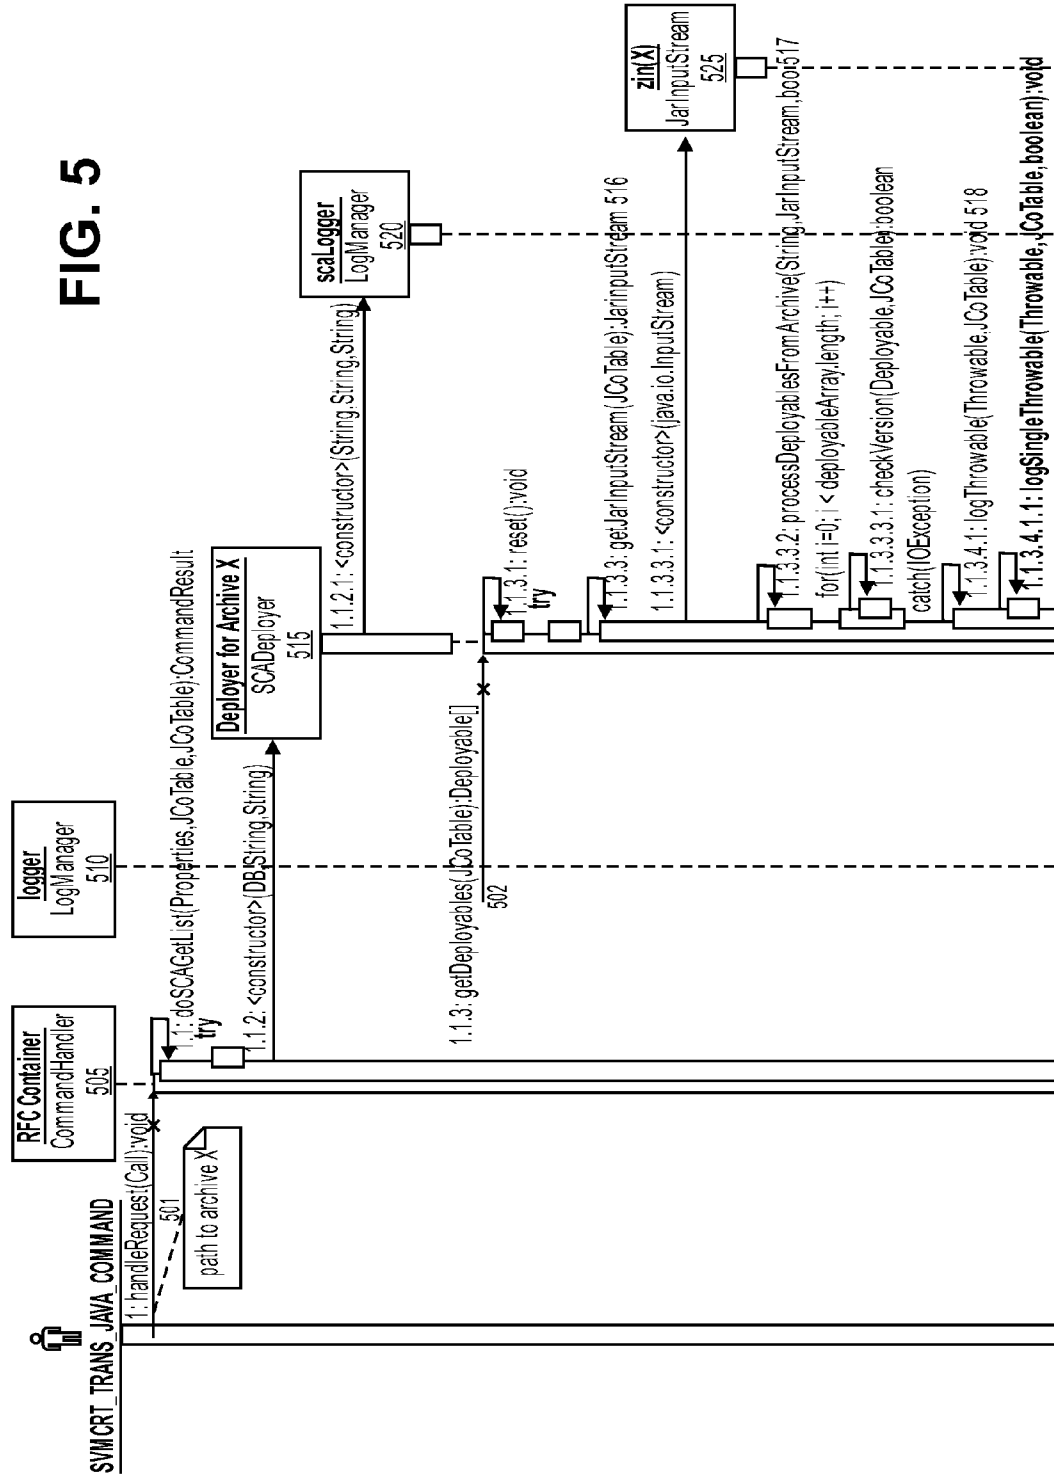 FIG. 5
SVMCRT_TRANS_JAVA_COMMAND
RFC Container
CommandHandler
505
logger
LogManager
510
1: handleRequest(Call):void
501
path to archive X
1.1: doSCAGetList(Properties,JCoTable,JCoTable):CommandResult
try
1.1.2: <constructor>(DBString,String)
Deployer for Archive X
SCADeployer
515
1.1.2.1: <constructor>(String,String,String)
scaLogger
LogManager
520
1.1.3: getDeployables(JCoTable):Deployable[]
502
1.1.3.1: reset():void
try
1.1.3.3: getJarInputStream(JCoTable):JarinputStream 516
1.1.3.3.1: <constructor>(java.io.InputStream)
zin(X)
JarInputStream
525
1.1.3.3.2: processDeployablesFromArchive(String,JarInputStream,bool 517
for(int i=0; i < deployableArray.length; i++)
1.1.3.3.3.1: checkVersion(Deployable,JCoTable):boolean
catch(IOException)
1.1.3.4.1: logThrowable(Throwable,JCoTable):void 518
1.1.3.4.1.1: logSingleThrowable(Throwable,JCoTable,boolean):void